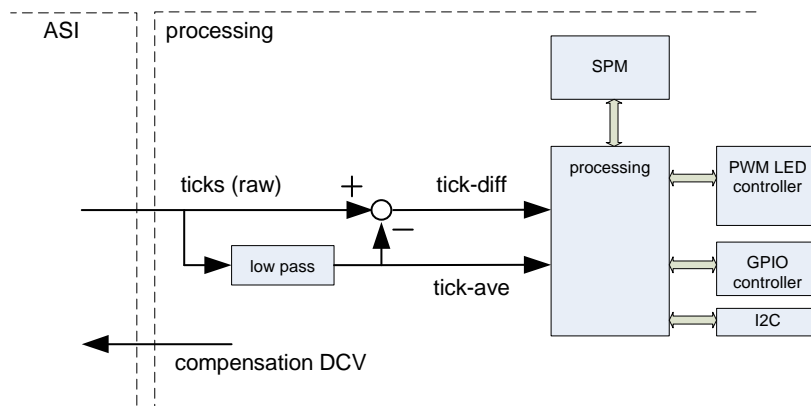 ASI
processing
SPM
ticks (raw)
+
tick-diff
processing
PWM LED
controller
−
low pass
tick-ave
GPIO
controller
I2C
compensation DCV